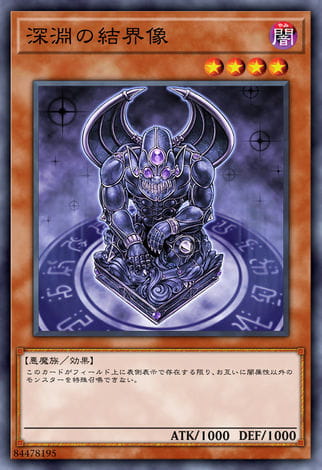 深淵の結界像
やみ
闇
【悪魔族／効果】
このカードがフィールド上に表側表示で存在する限り、お互いに闇属性以外の
モンスターを特殊召喚できない。
ATK/1000 DEF/1000
84478195